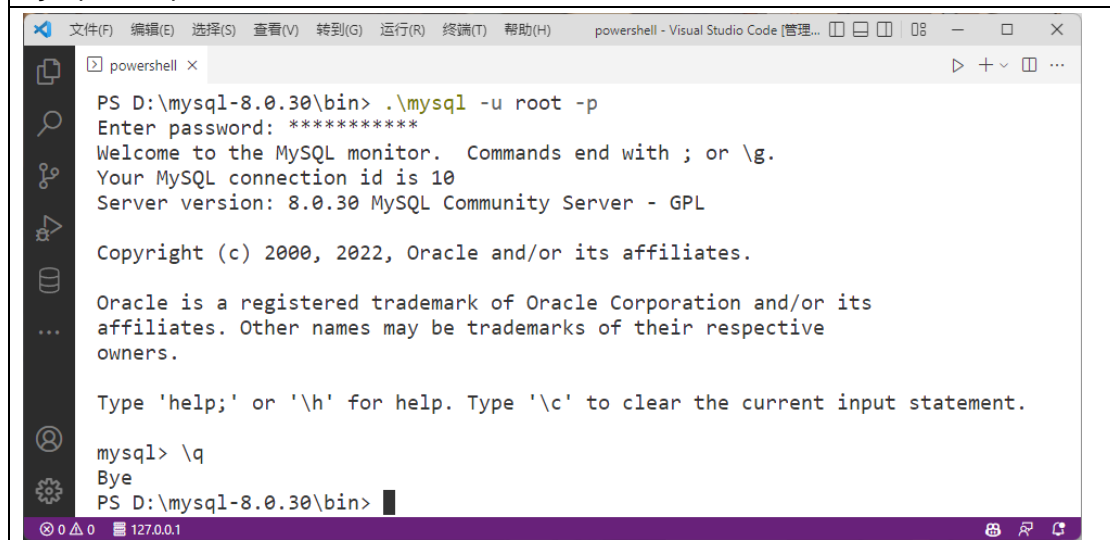 文件(F) 编辑(E) 选择(S) 查看(V) 转到(G) 运行(R) 终端(T) 帮助(H) powershell - Visual Studio Code [管理...
powershell ×
PS D:\mysql-8.0.30\bin> .\mysql -u root -p
Enter password: ***********
Welcome to the MySQL monitor.  Commands end with ; or \g.
Your MySQL connection id is 10
Server version: 8.0.30 MySQL Community Server - GPL
Copyright (c) 2000, 2022, Oracle and/or its affiliates.
Oracle is a registered trademark of Oracle Corporation and/or its
affiliates. Other names may be trademarks of their respective
owners.
Type 'help;' or '\h' for help. Type '\c' to clear the current input statement.
mysql> \q
Bye
PS D:\mysql-8.0.30\bin>
0 0 127.0.0.1